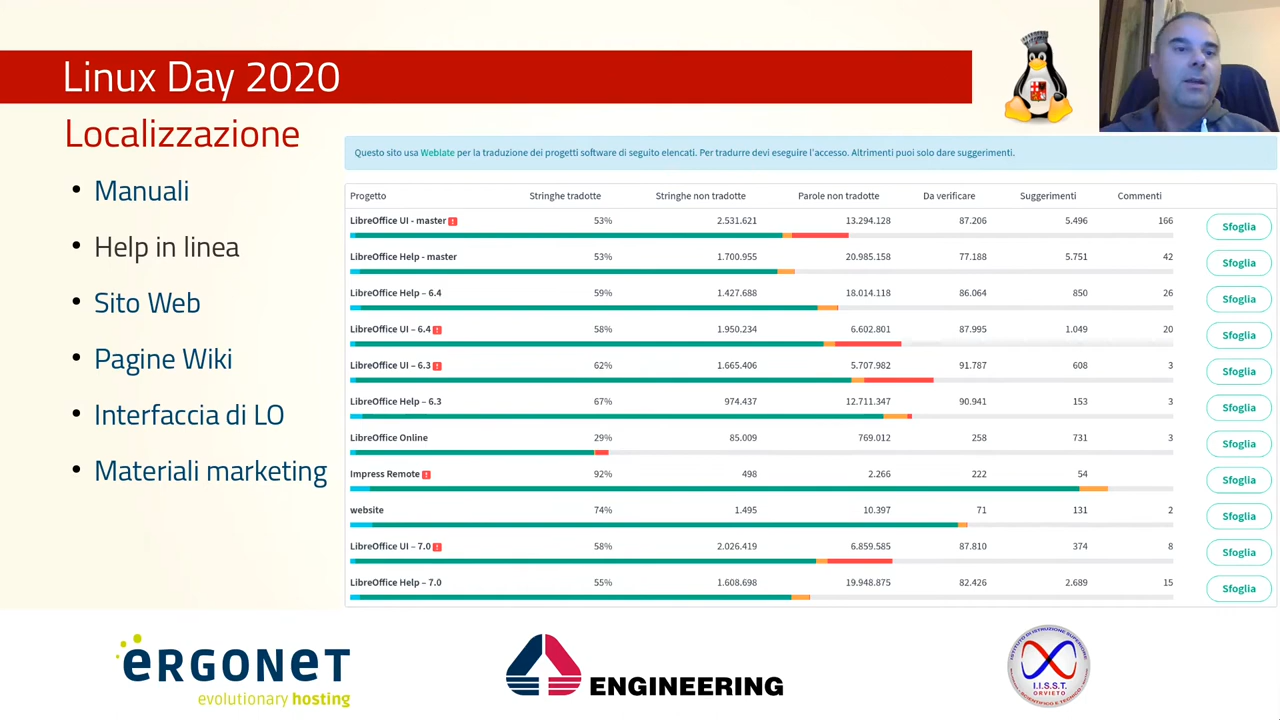 Linux Day 2020
Localizzazione
• Manuali
• Help in linea
• Sito Web
• Pagine Wiki
• Interfaccia di LO
• Materiali marketing
Questo sito usa Weblate per la traduzione dei progetti software di seguito elencati. Per tradurre devi eseguire l'accesso. Altrimenti puoi solo dare suggerimenti.
Progetto Stringhe tradotte Stringhe non tradotte Parole non tradotte Da verificare Suggerimenti Commenti
LibreOffice UI - master 53% 2.531.621 13.294.128 87.206 5.496 166 Sfoglia
LibreOffice Help - master 53% 1.700.955 20.985.158 77.188 5.751 42 Sfoglia
LibreOffice Help – 6.4 59% 1.427.688 18.014.118 86.064 850 26 Sfoglia
LibreOffice UI – 6.4 58% 1.950.234 6.602.801 87.995 1.049 20 Sfoglia
LibreOffice UI – 6.3 62% 1.665.406 5.707.982 91.787 608 3 Sfoglia
LibreOffice Help – 6.3 67% 974.437 12.711.347 90.941 153 3 Sfoglia
LibreOffice Online 29% 85.009 769.012 258 731 3 Sfoglia
Impress Remote 92% 498 2.266 222 54 Sfoglia
website 74% 1.495 10.397 71 131 2 Sfoglia
LibreOffice UI – 7.0 58% 2.026.419 6.859.585 87.810 374 8 Sfoglia
LibreOffice Help – 7.0 55% 1.608.698 19.948.875 82.426 2.689 15 Sfoglia
eRGONeT
evolutionary hosting
ENGINEERING
ISTITUTO DI ISTRUZIONE SUPERIORE
I.I.S.S.T.
ORVIETO
SCIENTIFICO E TECNICO